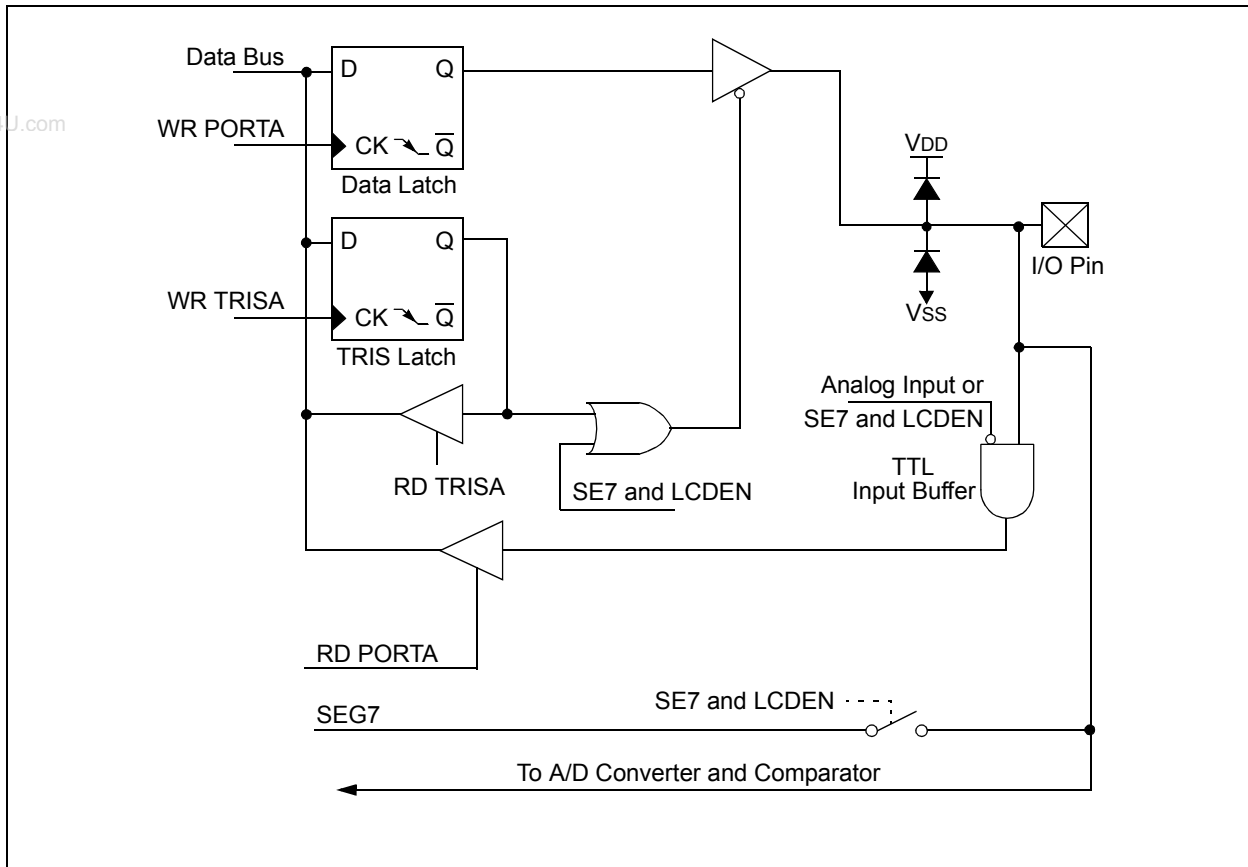 Data Bus
D
Q
4U.com
WR PORTA
CK
Q̅
Data Latch
VDD
D
Q
I/O Pin
WR TRISA
CK
Q̅
VSS
TRIS Latch
Analog Input or
SE7 and LCDEN
TTL
Input Buffer
RD TRISA
SE7 and LCDEN
RD PORTA
SEG7
SE7 and LCDEN
To A/D Converter and Comparator